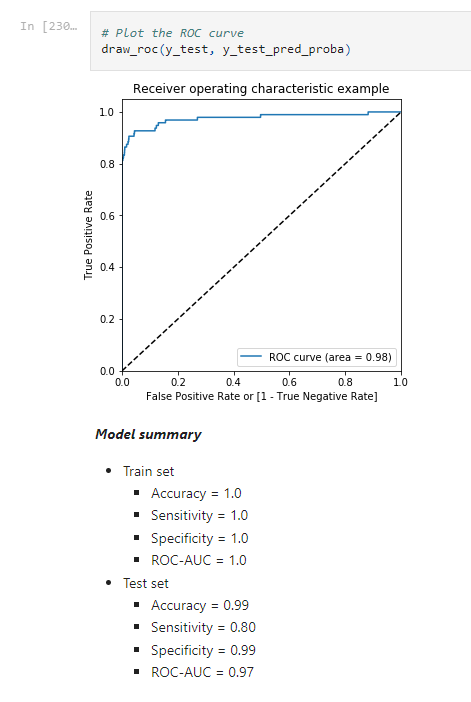 In [230…
# Plot the ROC curve
draw_roc(y_test, y_test_pred_proba)
Receiver operating characteristic example
1.0
0.8
0.6
0.4
0.2
0.0
True Positive Rate
ROC curve (area = 0.98)
0.0 0.2 0.4 0.6 0.8 1.0
False Positive Rate or [1 - True Negative Rate]
Model summary
Train set
Accuracy = 1.0
Sensitivity = 1.0
Specificity = 1.0
ROC-AUC = 1.0
Test set
Accuracy = 0.99
Sensitivity = 0.80
Specificity = 0.99
ROC-AUC = 0.97